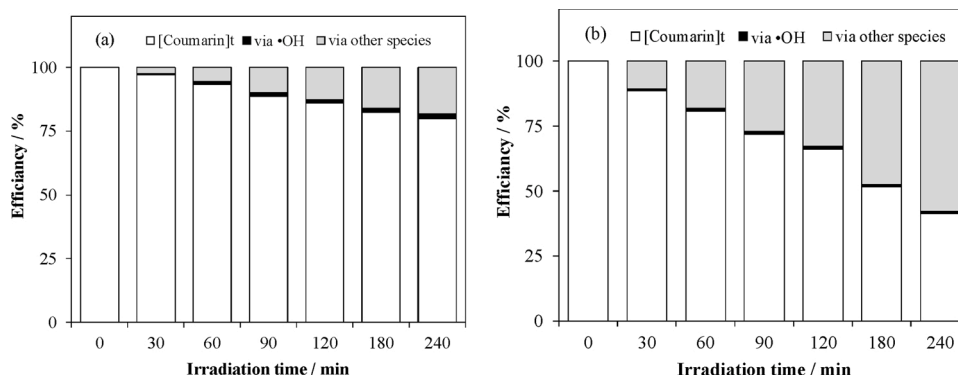 (a)
[Coumarin]t via •OH via other species
100
75
50
25
0
Efficiancy / %
0 30 60 90 120 180 240
Irradiation time / min
(b)
[Coumarin]t via •OH via other species
100
75
50
25
0
Efficiancy / %
0 30 60 90 120 180 240
Irradiation time / min